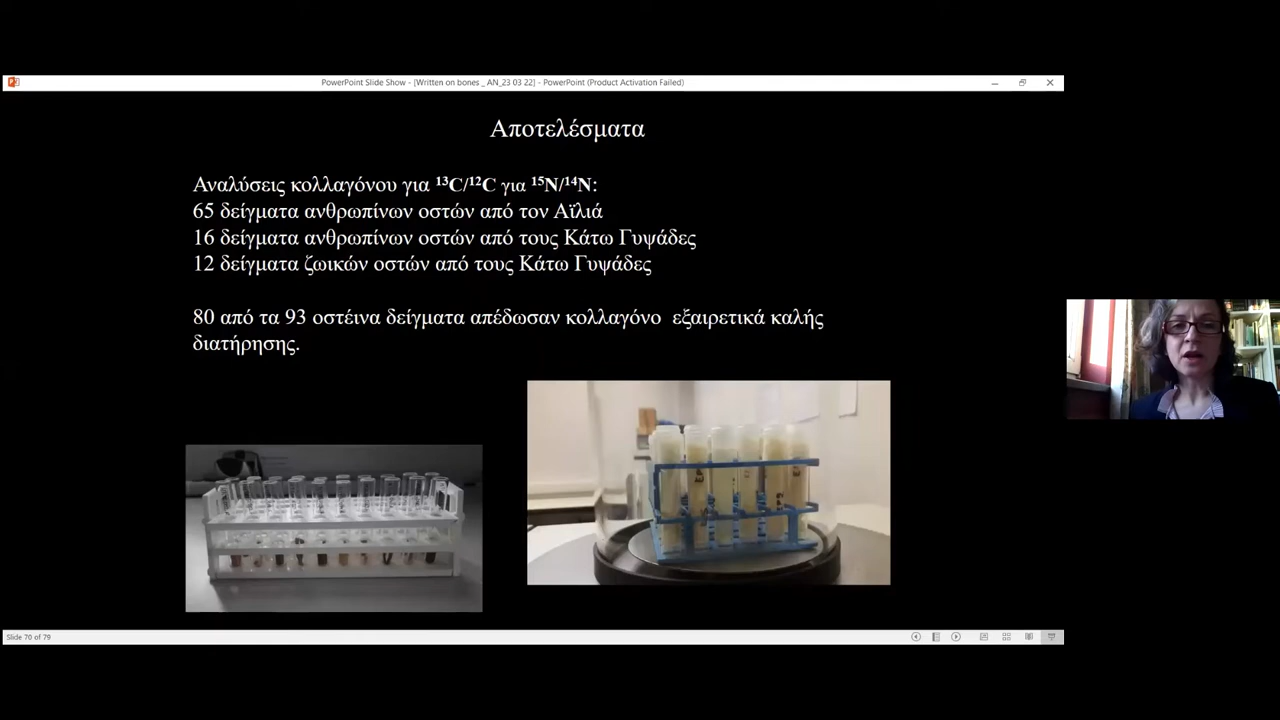 PowerPoint Slide Show - [Written on bones _ AN_23 03 22] - PowerPoint (Product Activation Failed)
Αποτελέσματα
Αναλύσεις κολλαγόνου για ¹³C/¹²C για ¹⁵N/¹⁴N:
65 δείγματα ανθρωπίνων οστών από τον Αϊλιά
16 δείγματα ανθρωπίνων οστών από τους Κάτω Γυψάδες
12 δείγματα ζωικών οστών από τους Κάτω Γυψάδες
80 από τα 93 οστέινα δείγματα απέδωσαν κολλαγόνο εξαιρετικά καλής
διατήρησης.
Slide 70 of 79